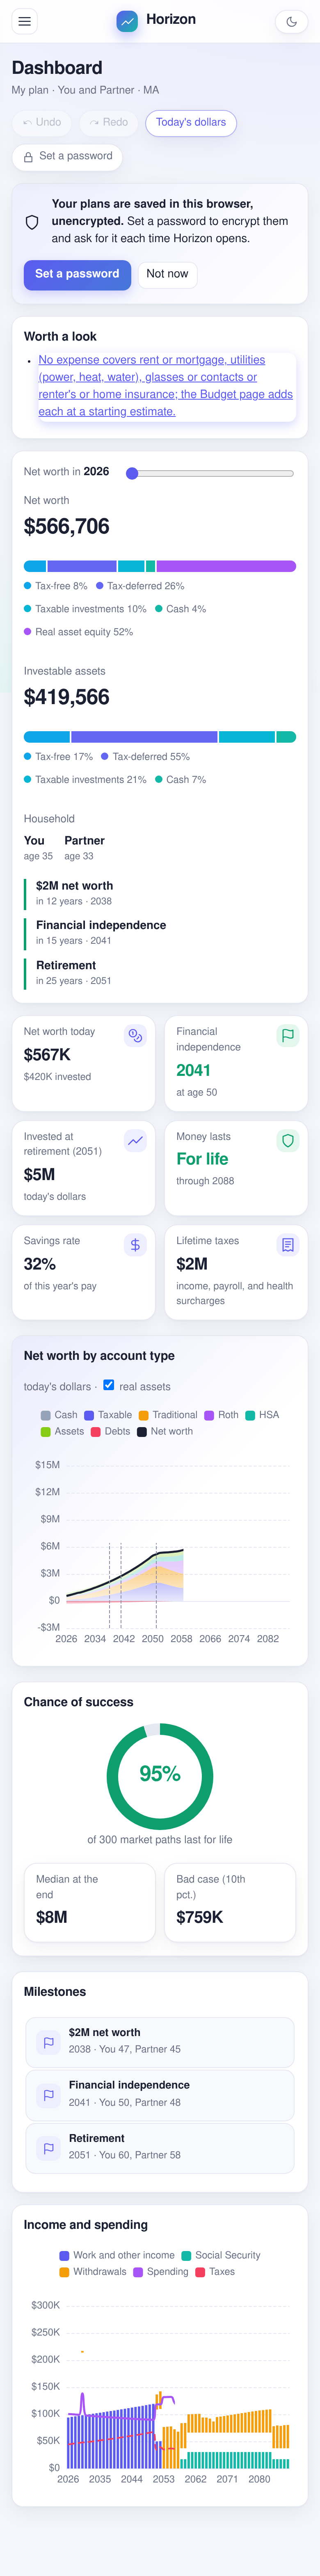 Horizon
Dashboard
My plan · You and Partner · MA
Undo
Redo
Today's dollars
Set a password
Your plans are saved in this browser,
unencrypted. Set a password to encrypt them
and ask for it each time Horizon opens.
Set a password
Not now
Worth a look
• No expense covers rent or mortgage, utilities
(power, heat, water), glasses or contacts or
renter's or home insurance; the Budget page adds
each at a starting estimate.
Net worth in 2026
Net worth
$566,706
Tax-free 8% Tax-deferred 26%
Taxable investments 10% Cash 4%
Real asset equity 52%
Investable assets
$419,566
Tax-free 17% Tax-deferred 55%
Taxable investments 21% Cash 7%
Household
You Partner
age 35 age 33
$2M net worth
in 12 years · 2038
Financial independence
in 15 years · 2041
Retirement
in 25 years · 2051
Net worth today
$567K
$420K invested
Financial
independence
2041
at age 50
Invested at
retirement (2051)
$5M
today's dollars
Money lasts
For life
through 2088
Savings rate
32%
of this year's pay
Lifetime taxes
$2M
income, payroll, and health
surcharges
Net worth by account type
today's dollars · real assets
Cash Taxable Traditional Roth HSA
Assets Debts Net worth
$15M
$12M
$9M
$6M
$3M
$0
-$3M
2026 2034 2042 2050 2058 2066 2074 2082
Chance of success
95%
of 300 market paths last for life
Median at the
end
$8M
Bad case (10th
pct.)
$759K
Milestones
$2M net worth
2038 · You 47, Partner 45
Financial independence
2041 · You 50, Partner 48
Retirement
2051 · You 60, Partner 58
Income and spending
Work and other income Social Security
Withdrawals Spending Taxes
$300K
$250K
$200K
$150K
$100K
$50K
$0
2026 2035 2044 2053 2062 2071 2080